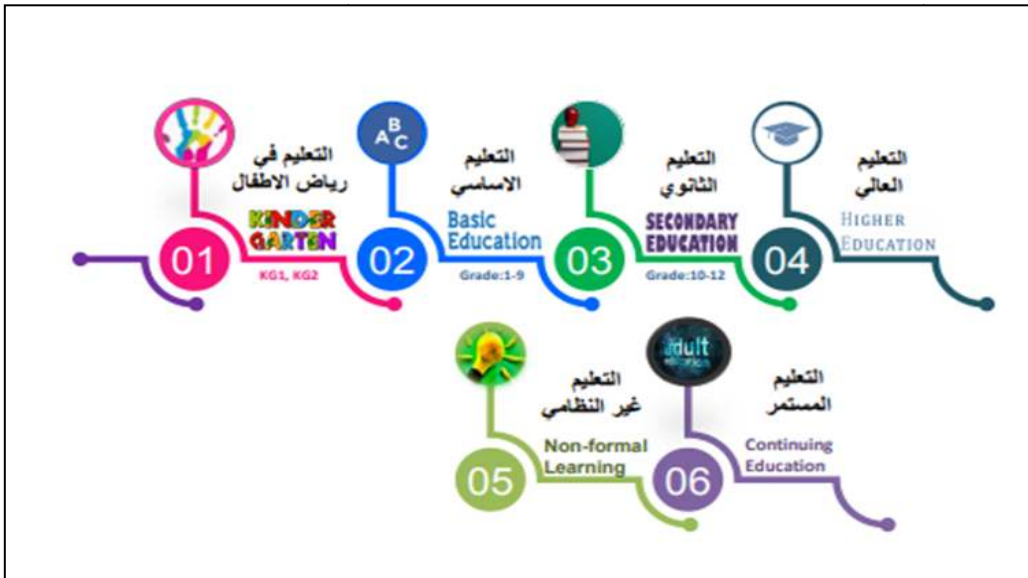 A B C
التعليم في
رياض الاطفال
KINDER
GARTEN
01
KG1, KG2
التعليم
الاساسي
Basic
Education
02
Grade:1-9
التعليم
الثانوي
SECONDARY
EDUCATION
03
Grade:10-12
التعليم
العالي
HIGHER
EDUCATION
04
التعليم
غير النظامي
Non-formal
Learning
05
adult
education
التعليم
المستمر
Continuing
Education
06